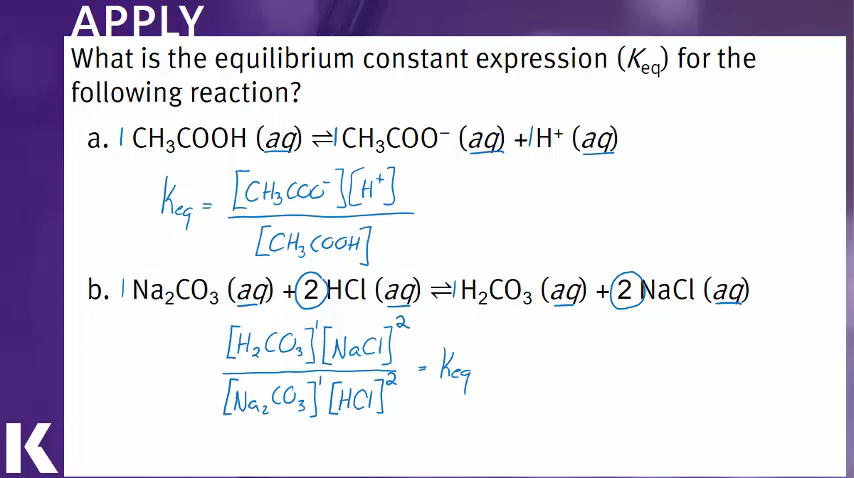 APPLY
What is the equilibrium constant expression (Keq) for the
following reaction?
a. 1 CH₃COOH (aq) ⇌ 1 CH₃COO⁻ (aq) + 1 H⁺ (aq)
Keq = [CH₃COO⁻][H⁺]
[CH₃COOH]
b. 1 Na₂CO₃ (aq) + 2 HCl (aq) ⇌ 1 H₂CO₃ (aq) + 2 NaCl (aq)
[H₂CO₃]¹[NaCl]²
[Na₂CO₃]¹[HCl]² = Keq
K